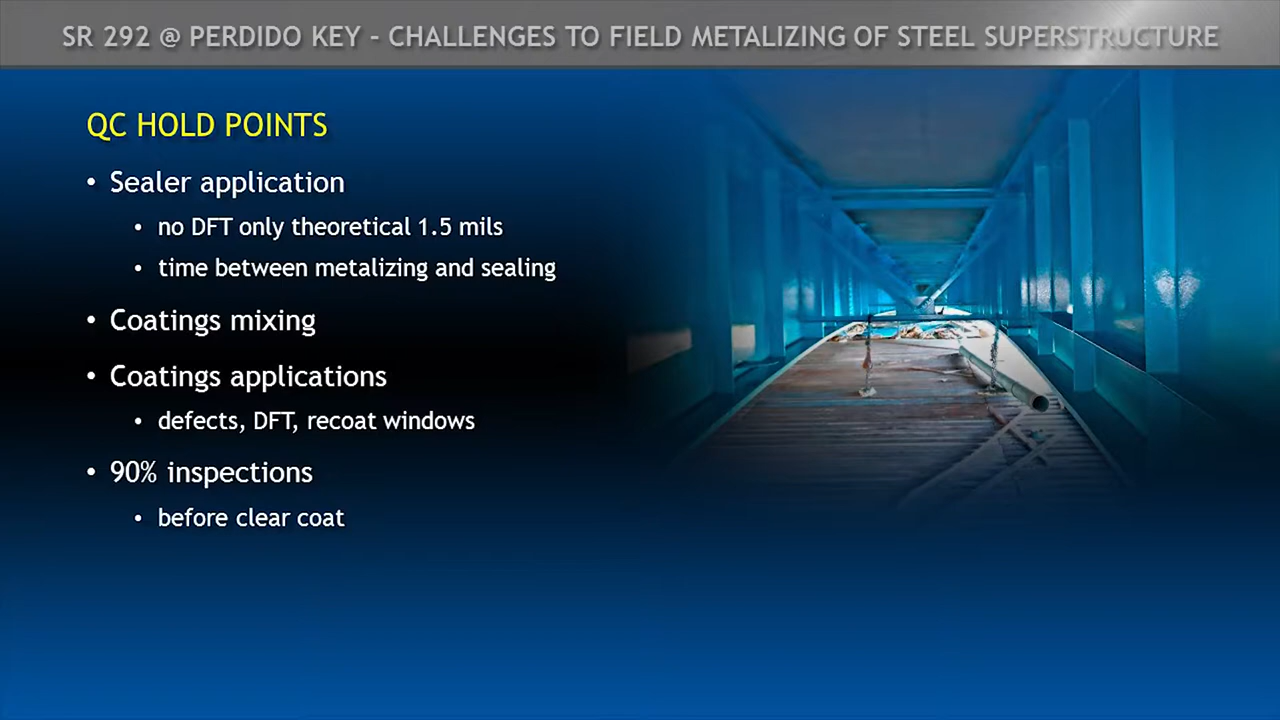 SR 292 @ PERDIDO KEY - CHALLENGES TO FIELD METALIZING OF STEEL SUPERSTRUCTURE
QC HOLD POINTS
• Sealer application
• no DFT only theoretical 1.5 mils
• time between metalizing and sealing
• Coatings mixing
• Coatings applications
• defects, DFT, recoat windows
• 90% inspections
• before clear coat